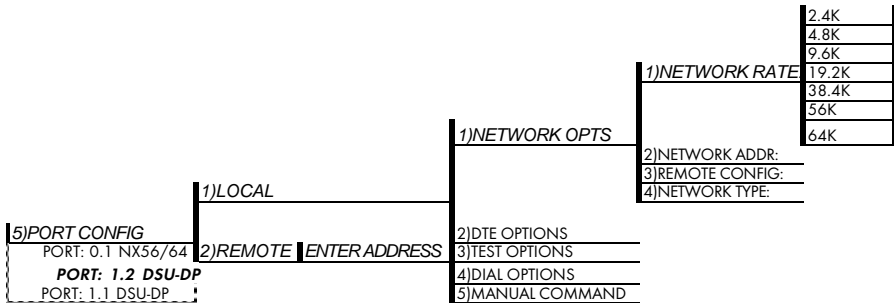 2.4K
4.8K
9.6K
1)NETWORK RATE 19.2K
38.4K
56K
64K
1)NETWORK OPTS
2)NETWORK ADDR:
3)REMOTE CONFIG:
4)NETWORK TYPE:
1)LOCAL
5)PORT CONFIG
2)DTE OPTIONS
PORT: 0.1 NX56/64 2)REMOTE ENTER ADDRESS 3)TEST OPTIONS
PORT: 1.2 DSU-DP 4)DIAL OPTIONS
PORT: 1.1 DSU-DP 5)MANUAL COMMAND